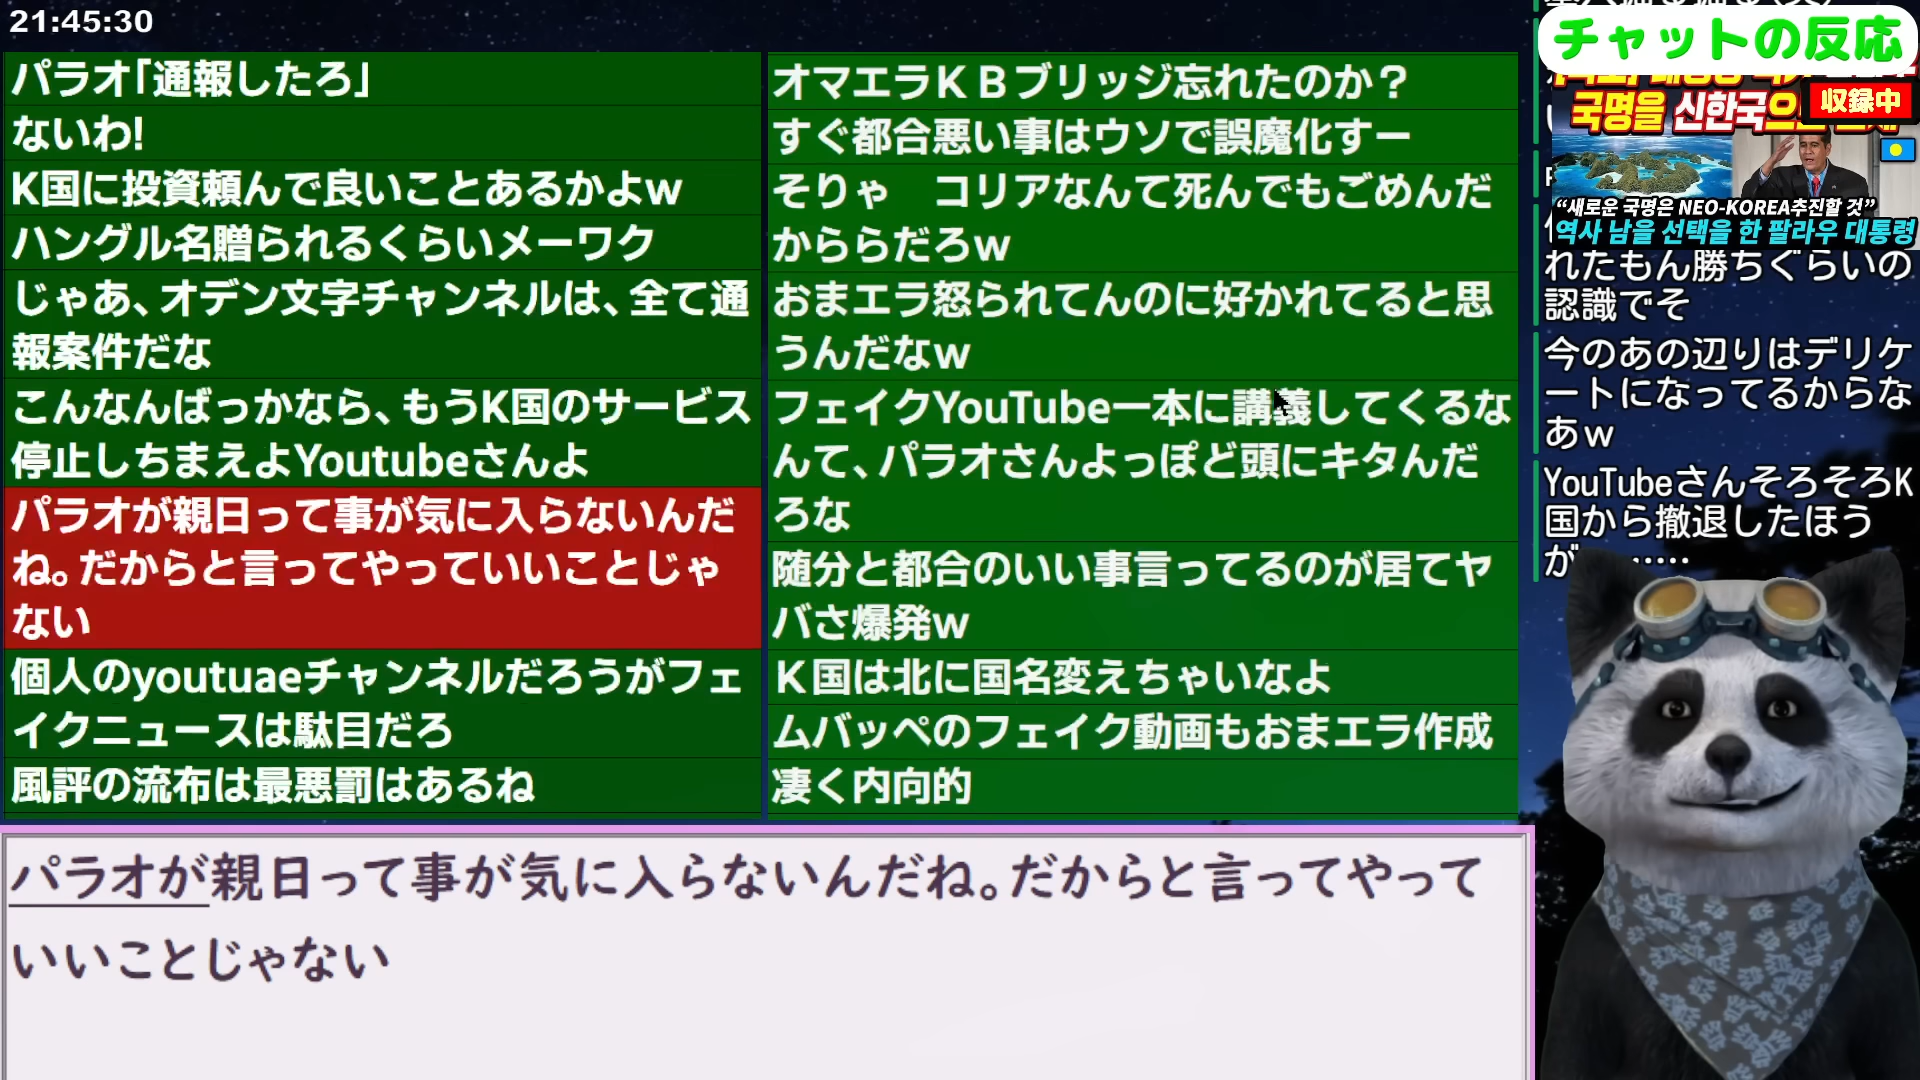 21:45:30
パラオ｢通報したろ｣
ないわ!
K国に投資頼んで良いことあるかよw
ハングル名贈られるくらいメーワク
じゃあ､オデン文字チャンネルは､全て通
報案件だな
こんなんばっかなら､もうK国のサービス
停止しちまえよYoutubeさんよ
パラオが親日って事が気に入らないんだ
ね｡だからと言ってやっていいことじゃ
ない
個人のyoutuaeチャンネルだろうがフェ
イクニュースは駄目だろ
風評の流布は最悪罰はあるね
オマエラＫＢブリッジ忘れたのか？
すぐ都合悪い事はウソで誤魔化すー
そりゃ　コリアなんて死んでもごめんだ
かららだろｗ
おまエラ怒られてんのに好かれてると思
うんだなｗ
フェイクYouTube一本に講義してくるな
んて､パラオさんよっぽど頭にキタんだ
ろな
随分と都合のいい事言ってるのが居てヤ
バさ爆発w
Ｋ国は北に国名変えちゃいなよ
ムバッペのフェイク動画もおまエラ作成
凄く内向的
チャットの反応
収録中
국명을 신한국으
“새로운 국명은 NEO-KOREA추진할 것”
역사 남을 선택을 한 팔라우 대통령
れたもん勝ちぐらいの
認識でそ
今のあの辺りはデリケ
ートになってるからな
あｗ
YouTubeさんそろそろK
国から撤退したほう
が……
パラオが親日って事が気に入らないんだね｡だからと言ってやって
いいことじゃない